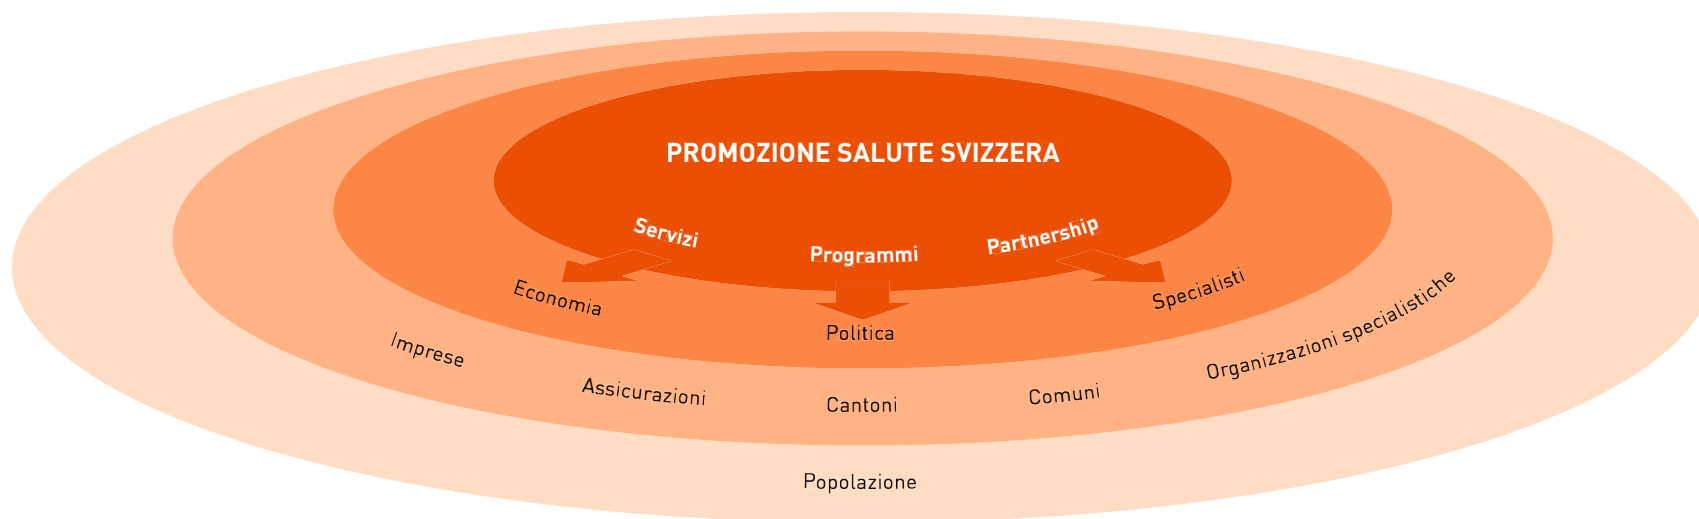 PROMOZIONE SALUTE SVIZZERA
Servizi
Programmi
Partnership
Economia
Politica
Specialisti
Imprese
Assicurazioni
Cantoni
Comuni
Organizzazioni specialistiche
Popolazione